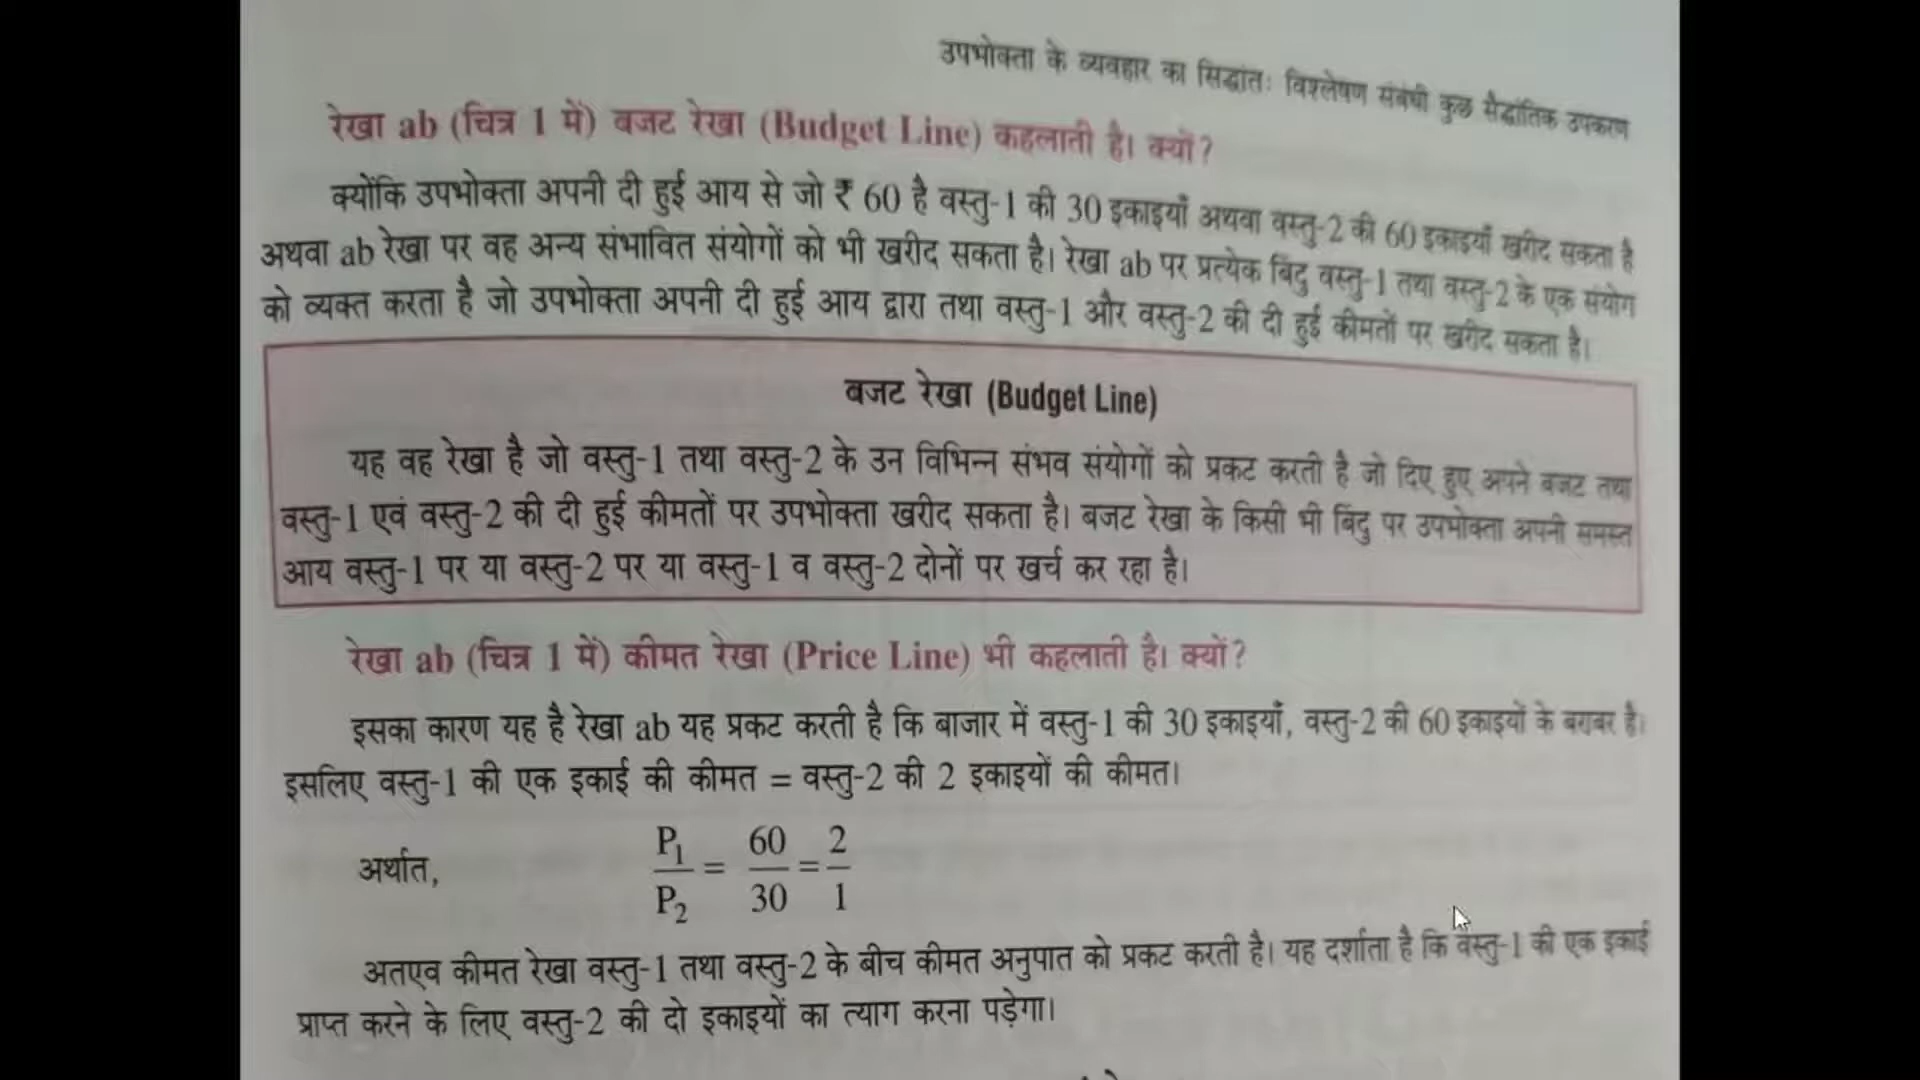 उपभोक्ता के व्यवहार का सिद्धांतः विश्लेषण संबंधी कुछ सैद्धांतिक उपकरण
रेखा ab (चित्र 1 में) बजट रेखा (Budget Line) कहलाती है। क्यों?
क्योंकि उपभोक्ता अपनी दी हुई आय से जो ₹ 60 है वस्तु-1 की 30 इकाइयाँ अथवा वस्तु-2 की 60 इकाइयाँ खरीद सकता है
अथवा ab रेखा पर वह अन्य संभावित संयोगों को भी खरीद सकता है। रेखा ab पर प्रत्येक बिंदु वस्तु-1 तथा वस्तु-2 के एक संयोग
को व्यक्त करता है जो उपभोक्ता अपनी दी हुई आय द्वारा तथा वस्तु-1 और वस्तु-2 की दी हुई कीमतों पर खरीद सकता है।
बजट रेखा (Budget Line)
यह वह रेखा है जो वस्तु-1 तथा वस्तु-2 के उन विभिन्न संभव संयोगों को प्रकट करती है जो दिए हुए अपने बजट तथा
वस्तु-1 एवं वस्तु-2 की दी हुई कीमतों पर उपभोक्ता खरीद सकता है। बजट रेखा के किसी भी बिंदु पर उपभोक्ता अपनी समस्त
आय वस्तु-1 पर या वस्तु-2 पर या वस्तु-1 व वस्तु-2 दोनों पर खर्च कर रहा है।
रेखा ab (चित्र 1 में) कीमत रेखा (Price Line) भी कहलाती है। क्यों?
इसका कारण यह है रेखा ab यह प्रकट करती है कि बाजार में वस्तु-1 की 30 इकाइयाँ, वस्तु-2 की 60 इकाइयों के बराबर है।
इसलिए वस्तु-1 की एक इकाई की कीमत = वस्तु-2 की 2 इकाइयों की कीमत।
अर्थात, P₁/P₂ = 60/30 = 2/1
अतएव कीमत रेखा वस्तु-1 तथा वस्तु-2 के बीच कीमत अनुपात को प्रकट करती है। यह दर्शाता है कि वस्तु-1 की एक इकाई
प्राप्त करने के लिए वस्तु-2 की दो इकाइयों का त्याग करना पड़ेगा।